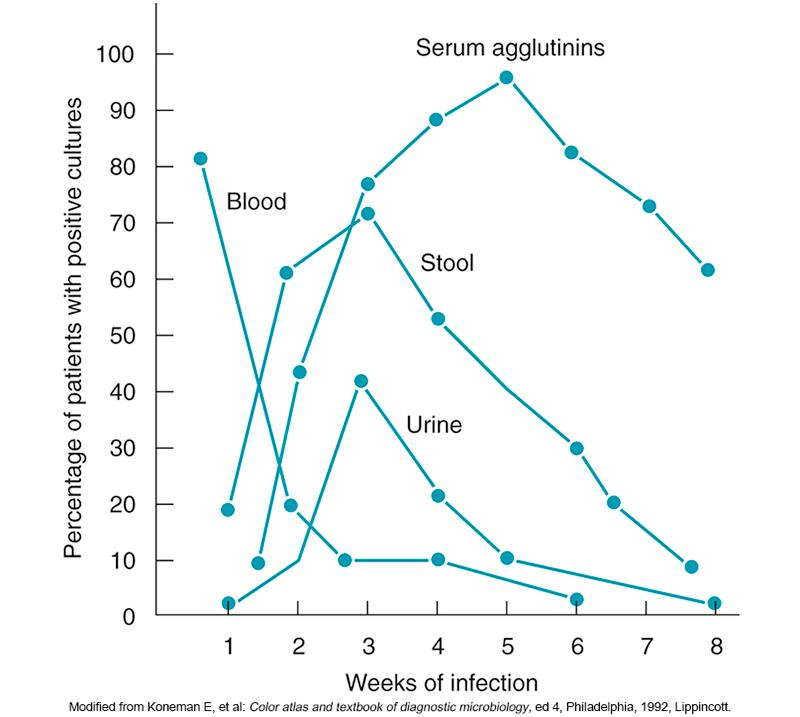 Percentage of patients with positive cultures
100
90
80
70
60
50
40
30
20
10
0
Serum agglutinins
Blood
Stool
Urine
1 2 3 4 5 6 7 8
Weeks of infection
Modified from Koneman E, et al: Color atlas and textbook of diagnostic microbiology, ed 4, Philadelphia, 1992, Lippincott.